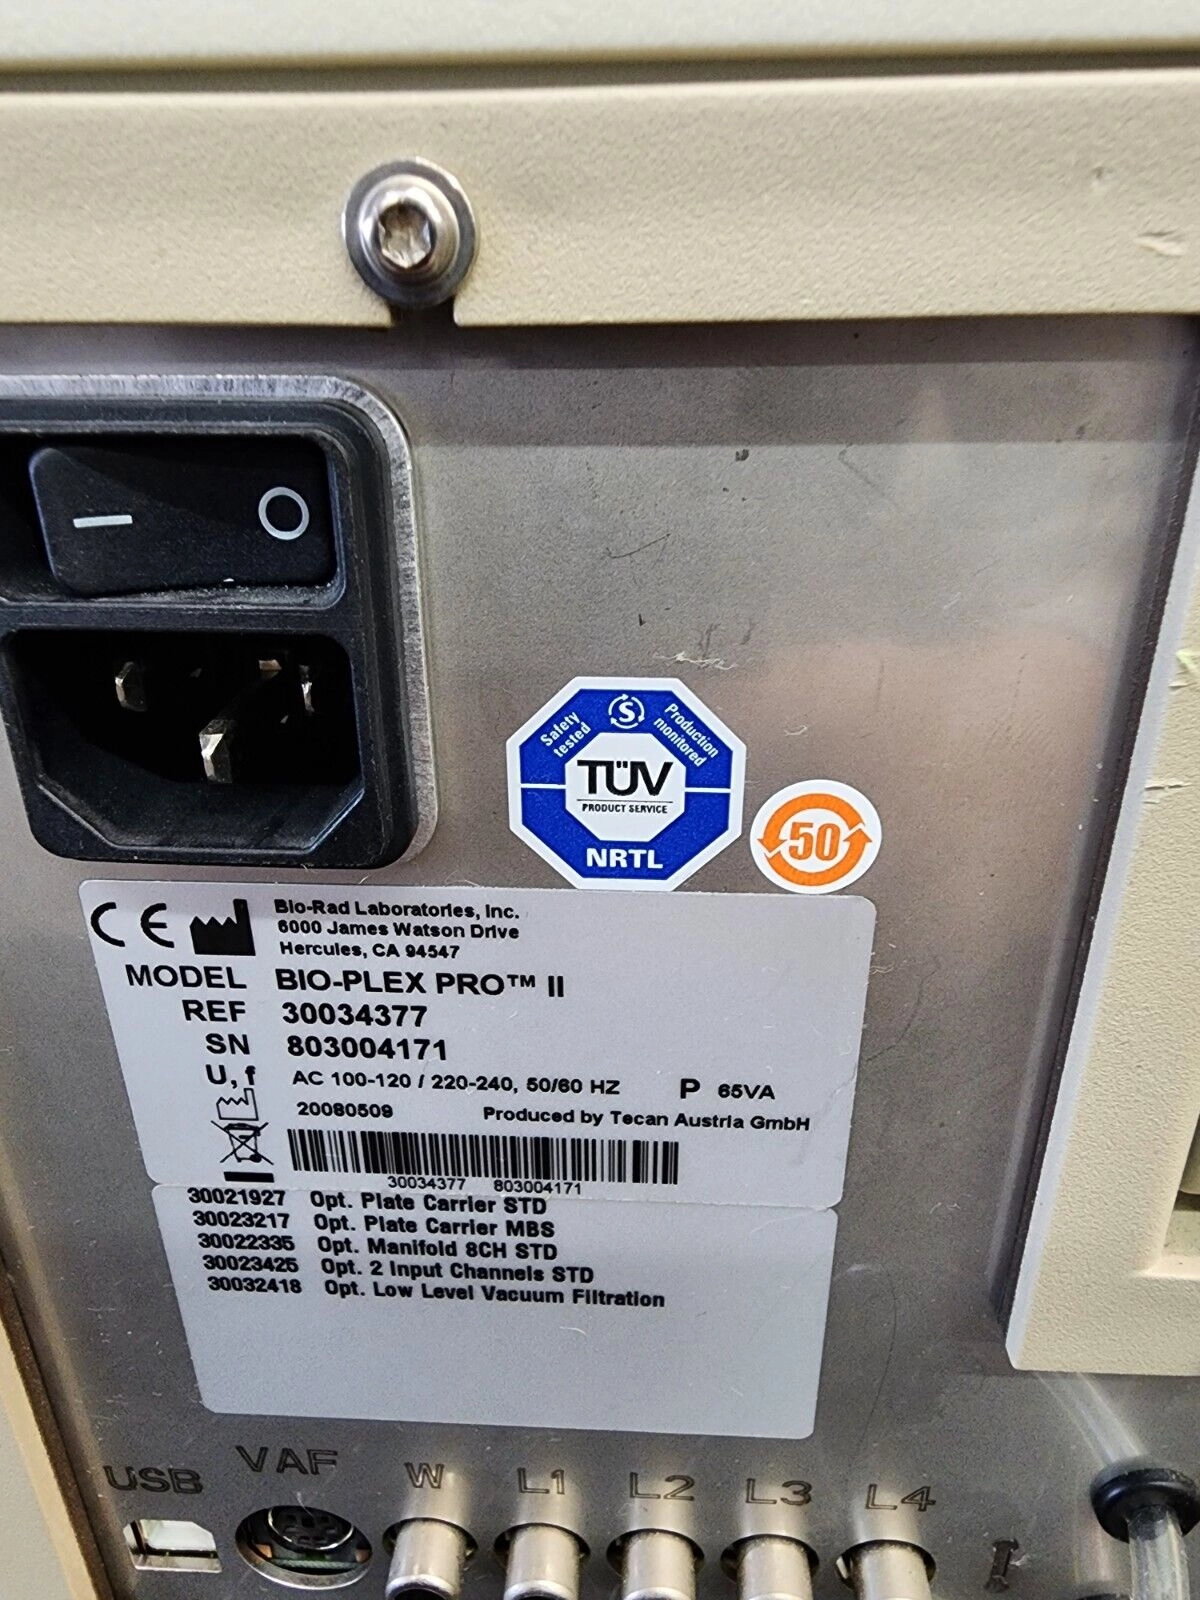 Safety tested
S
Production monitored
TÜV
PRODUCT SERVICE
NRTL
50
CE
Bio-Rad Laboratories, Inc.
6000 James Watson Drive
Hercules, CA 94547
MODEL BIO-PLEX PRO™ II
REF 30034377
SN 803004171
U, f AC 100-120 / 220-240, 50/60 HZ P 65VA
20080509 Produced by Tecan Austria GmbH
30034377 803004171
30021927 Opt. Plate Carrier STD
30023217 Opt. Plate Carrier MBS
30022335 Opt. Manifold 8CH STD
30023425 Opt. 2 Input Channels STD
30032418 Opt. Low Level Vacuum Filtration
USB VAF W L1 L2 L3 L4